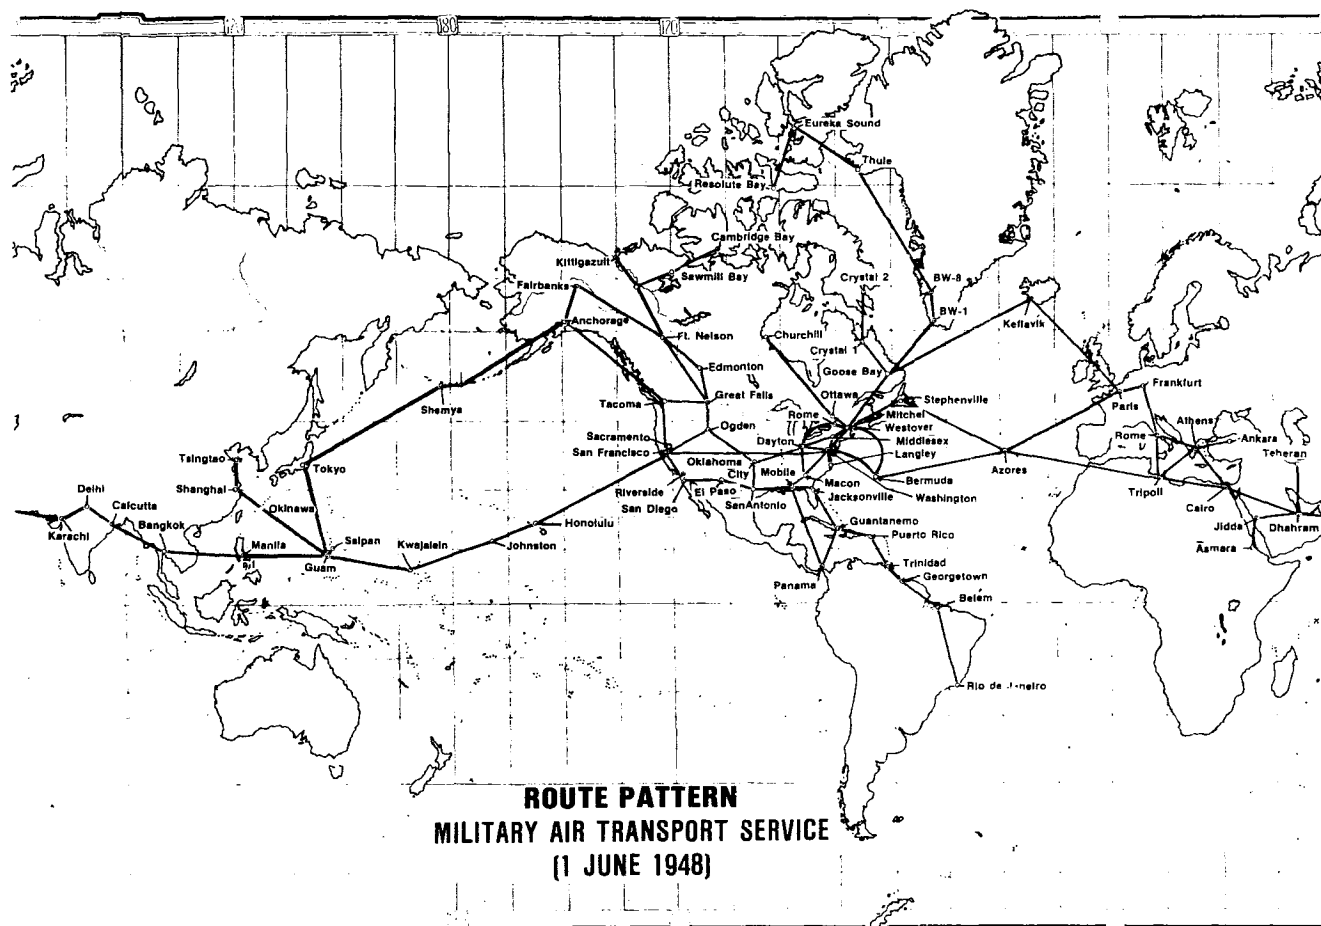 180
Eureka Sound
Thule
Resolute Bay
Cambridge Bay
Kittigazuit
Sawmill Bay
Fairbanks
Crystal 2
BW-8
BW-1
Anchorage
Keflavik
Ft. Nelson
Churchill
Crystal 1
Goose Bay
Edmonton
Frankfurt
Shemya
Great Falls
Tacoma
Ottawa
Stephenville
Paris
Rome
Mitchel
Westover
Athens
Ogden
Sacramento
Dayton
Middlesex
Rome
Ankara
San Francisco
Langley
Teheran
Tsingtao
Tokyo
Oklahoma
City
Mobile
Azores
Delhi
Shanghai
Riverside
El Paso
Macon
Bermuda
Tripoli
Jacksonville
Washington
San Diego
SanAntonio
Okinawa
Cairo
Calcutta
Bangkok
Honolulu
Guantanemo
Jidda
Dhahram
Karachi
Manila
Saipan
Kwajalein
Johnston
Puerto Rico
Asmara
Guam
Trinidad
Panama
Georgetown
Belem
Rio de Janeiro
ROUTE PATTERN
MILITARY AIR TRANSPORT SERVICE
(1 JUNE 1948)